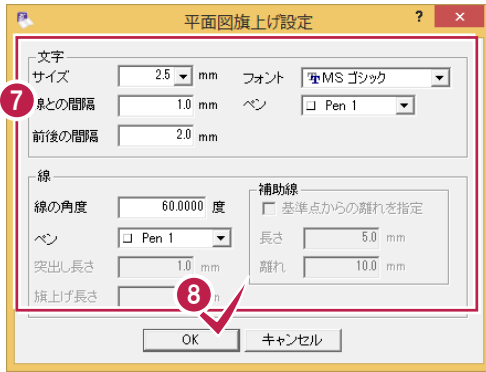 平面図旗上げ設定
文字
サイズ 2.5 mm フォント MS ゴシック
7 線との間隔 1.0 mm ペン Pen 1
前後の間隔 2.0 mm
線
線の角度 60.0000 度
ペン Pen 1
突出し長さ 1.0 mm
旗上げ長さ
補助線
基準点からの離れを指定
長さ 5.0 mm
離れ 10.0 mm
8
OK キャンセル